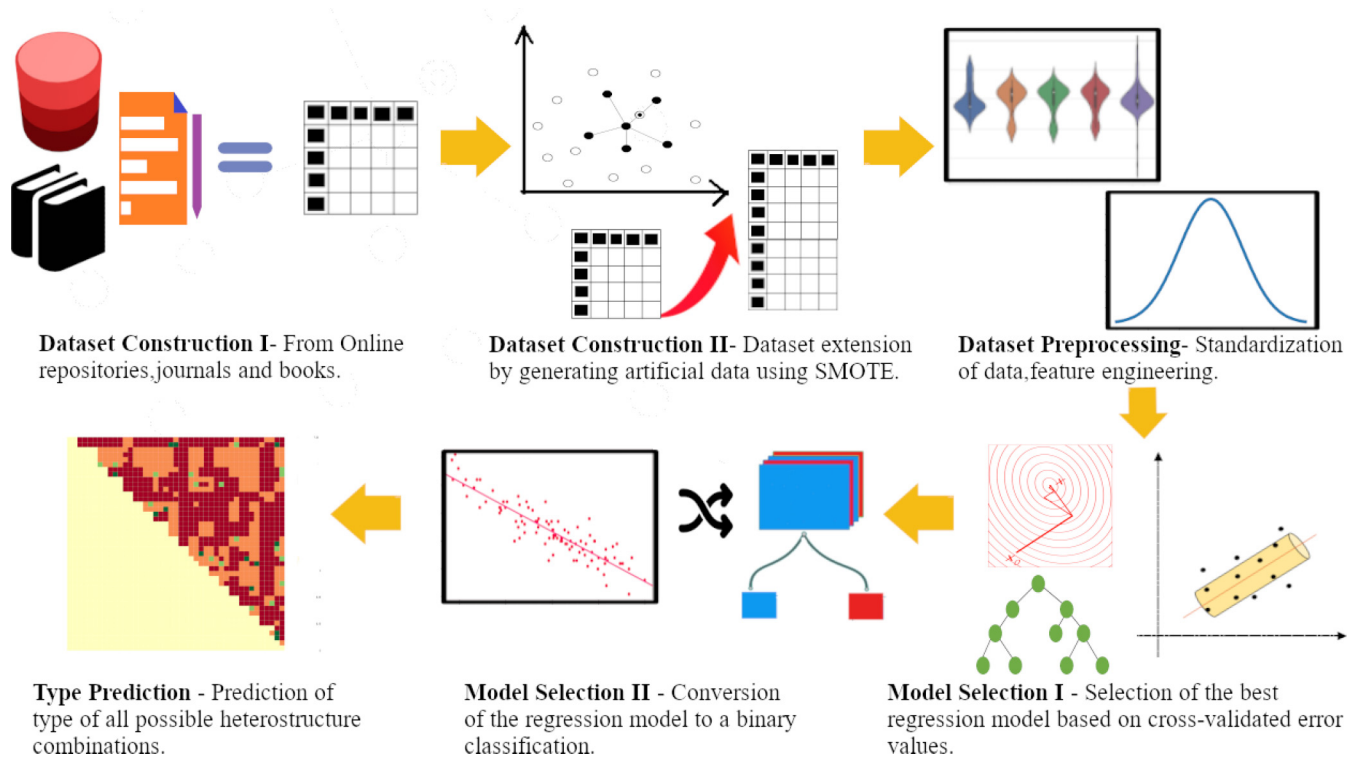 Dataset Construction I- From Online
repositories,journals and books.
Dataset Construction II- Dataset extension
by generating artificial data using SMOTE.
Dataset Preprocessing- Standardization
of data,feature engineering.
x
x₀
Type Prediction - Prediction of
type of all possible heterostructure
combinations.
Model Selection II - Conversion
of the regression model to a binary
classification.
Model Selection I - Selection of the best
regression model based on cross-validated error
values.